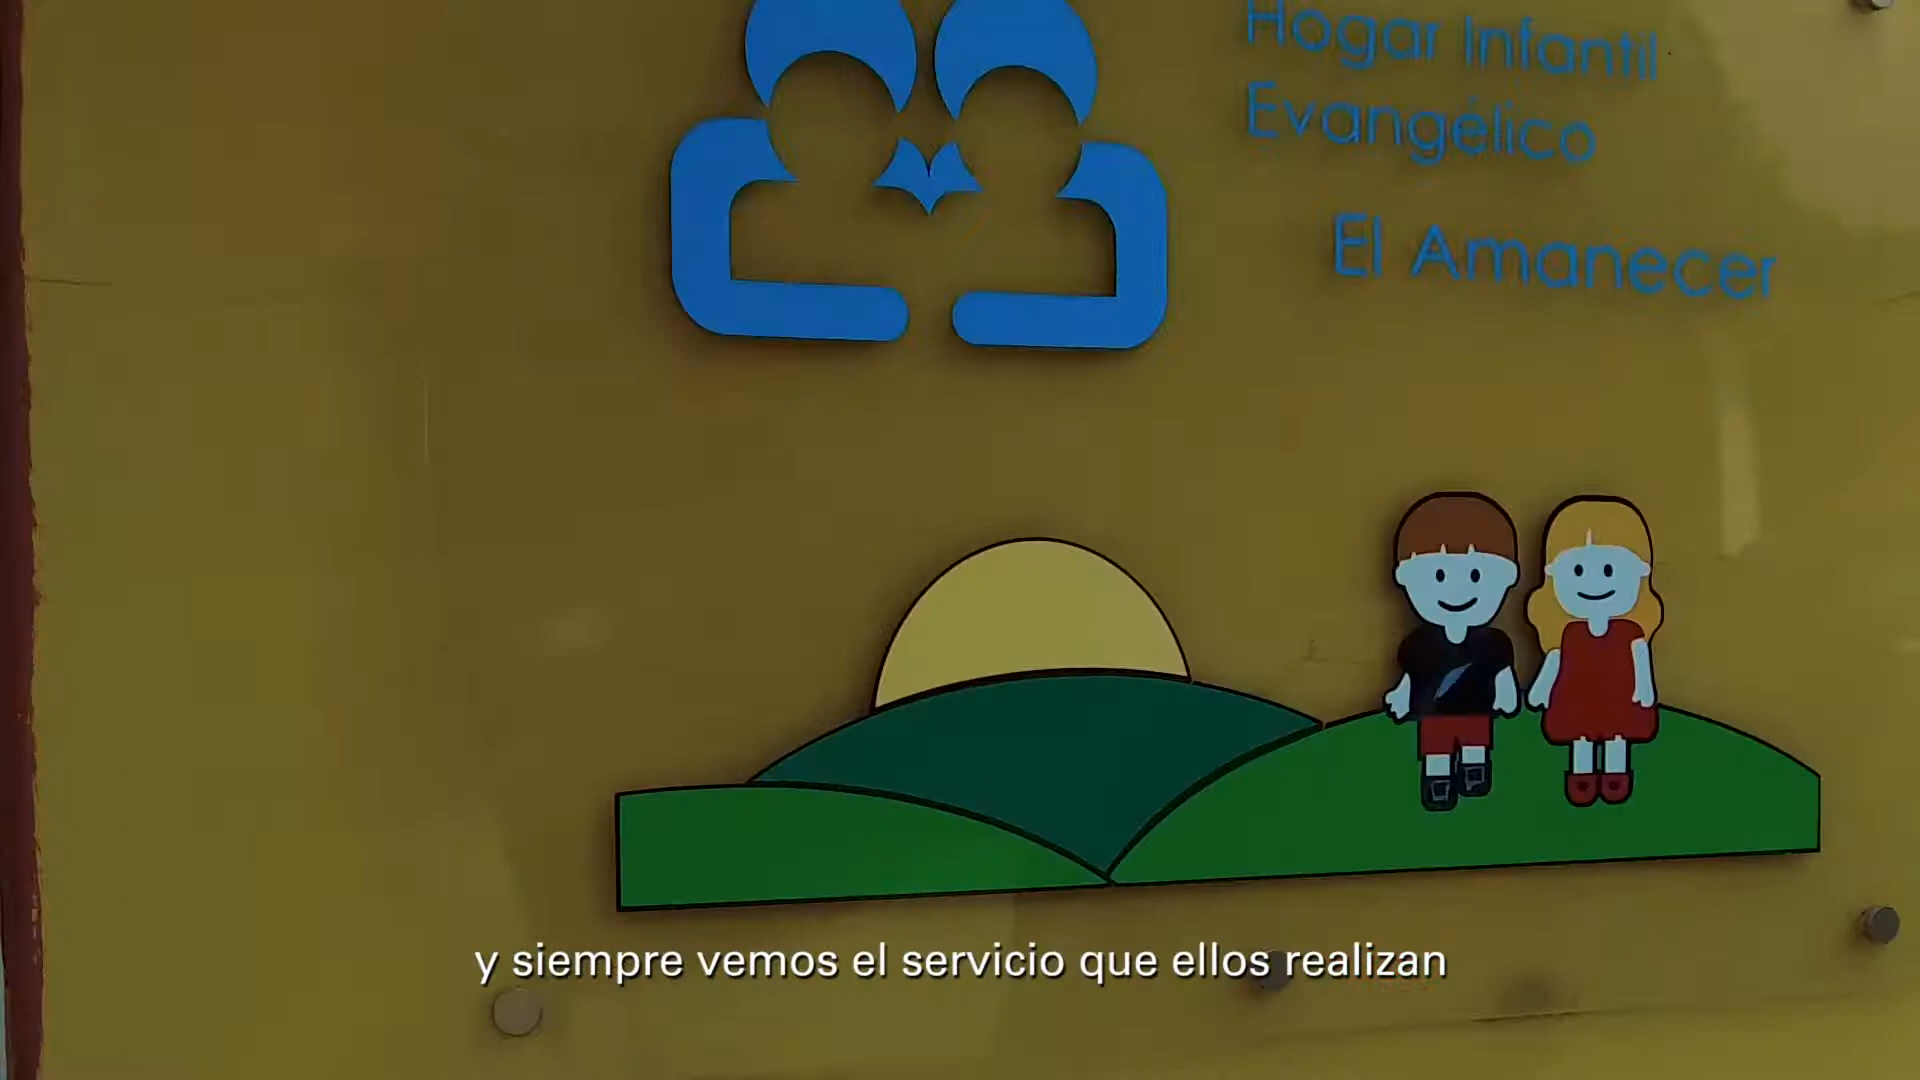 Hogar Infantil
Evangélico
El Amanecer
y siempre vemos el servicio que ellos realizan